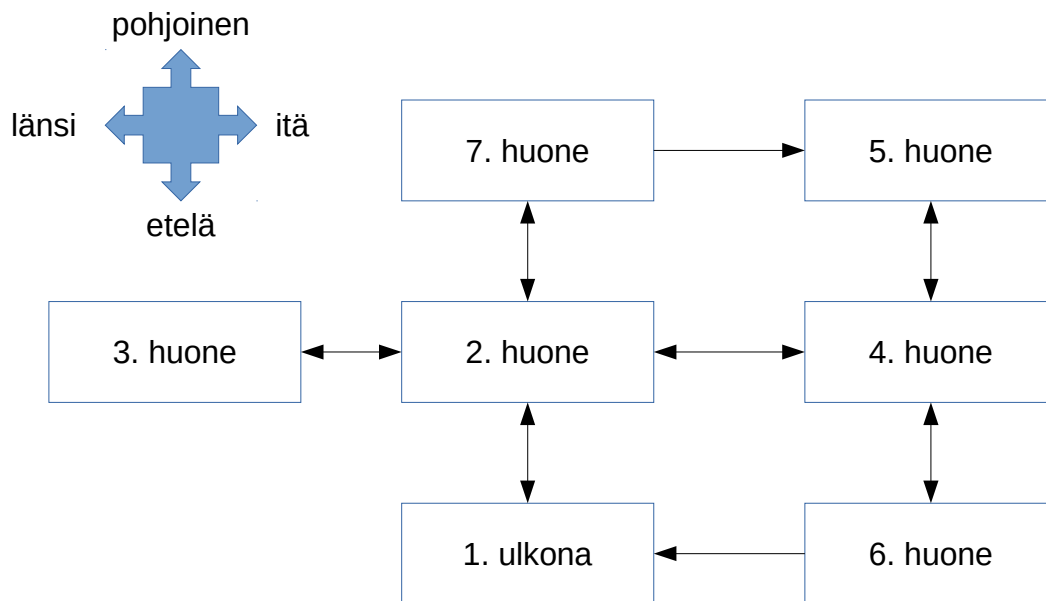 pohjoinen
länsi
itä
etelä
7. huone
5. huone
3. huone
2. huone
4. huone
1. ulkona
6. huone